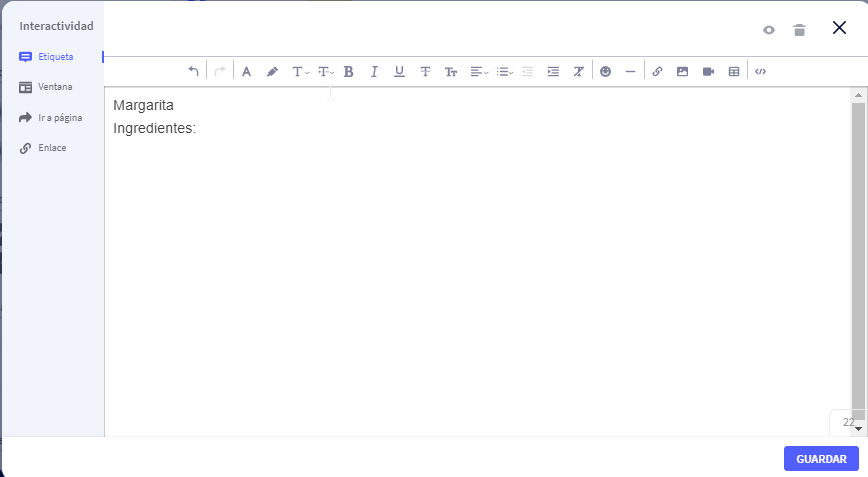 Interactividad
Etiqueta
Ventana
Ir a página
Enlace
Margarita
Ingredientes:
22
GUARDAR